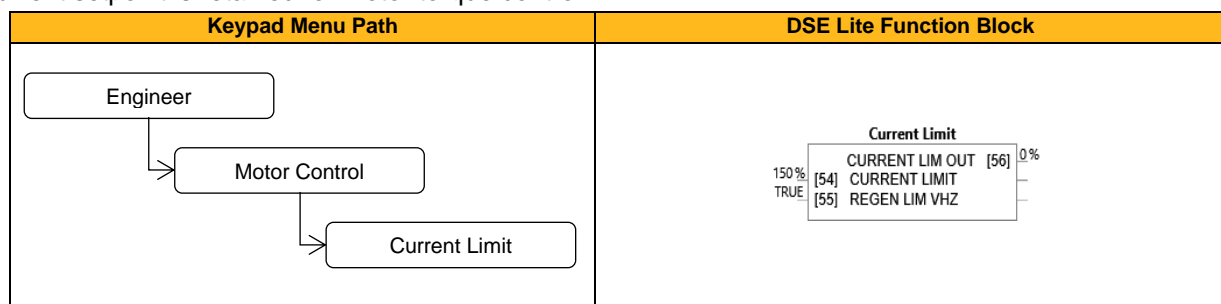 Keypad Menu Path
DSE Lite Function Block
Engineer
Motor Control
Current Limit
Current Limit
CURRENT LIM OUT [56] 0%
150% [54] CURRENT LIMIT
TRUE [55] REGEN LIM VHZ